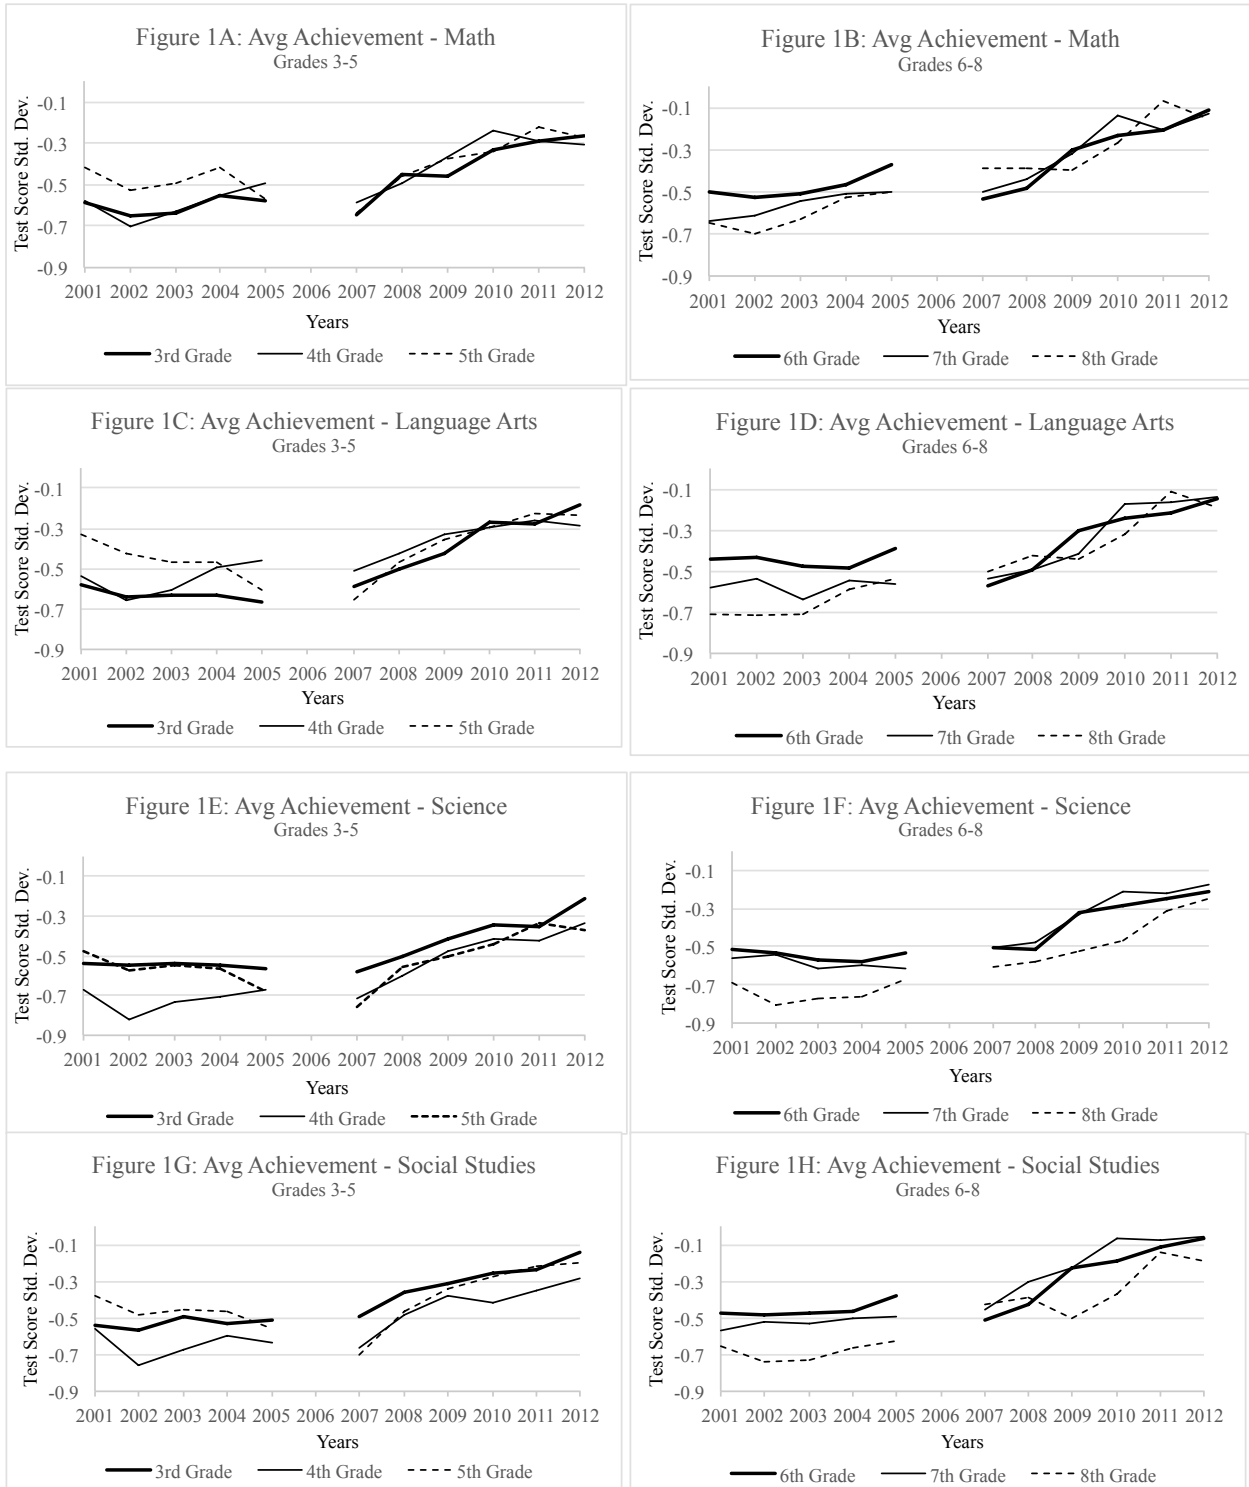 Figure 1A: Avg Achievement - Math
Grades 3-5
Test Score Std. Dev.
-0.1
-0.3
-0.5
-0.7
-0.9
2001 2002 2003 2004 2005 2006 2007 2008 2009 2010 2011 2012
Years
3rd Grade 4th Grade 5th Grade
Figure 1B: Avg Achievement - Math
Grades 6-8
Test Score Std. Dev.
-0.1
-0.3
-0.5
-0.7
-0.9
2001 2002 2003 2004 2005 2006 2007 2008 2009 2010 2011 2012
Years
6th Grade 7th Grade 8th Grade
Figure 1C: Avg Achievement - Language Arts
Grades 3-5
Test Score Std. Dev.
-0.1
-0.3
-0.5
-0.7
-0.9
2001 2002 2003 2004 2005 2006 2007 2008 2009 2010 2011 2012
Years
3rd Grade 4th Grade 5th Grade
Figure 1D: Avg Achievement - Language Arts
Grades 6-8
Test Score Std. Dev.
-0.1
-0.3
-0.5
-0.7
-0.9
2001 2002 2003 2004 2005 2006 2007 2008 2009 2010 2011 2012
Years
6th Grade 7th Grade 8th Grade
Figure 1E: Avg Achievement - Science
Grades 3-5
Test Score Std. Dev.
-0.1
-0.3
-0.5
-0.7
-0.9
2001 2002 2003 2004 2005 2006 2007 2008 2009 2010 2011 2012
Years
3rd Grade 4th Grade 5th Grade
Figure 1F: Avg Achievement - Science
Grades 6-8
Test Score Std. Dev.
-0.1
-0.3
-0.5
-0.7
-0.9
2001 2002 2003 2004 2005 2006 2007 2008 2009 2010 2011 2012
Years
6th Grade 7th Grade 8th Grade
Figure 1G: Avg Achievement - Social Studies
Grades 3-5
Test Score Std. Dev.
-0.1
-0.3
-0.5
-0.7
-0.9
2001 2002 2003 2004 2005 2006 2007 2008 2009 2010 2011 2012
Years
3rd Grade 4th Grade 5th Grade
Figure 1H: Avg Achievement - Social Studies
Grades 6-8
Test Score Std. Dev.
-0.1
-0.3
-0.5
-0.7
-0.9
2001 2002 2003 2004 2005 2006 2007 2008 2009 2010 2011 2012
Years
6th Grade 7th Grade 8th Grade